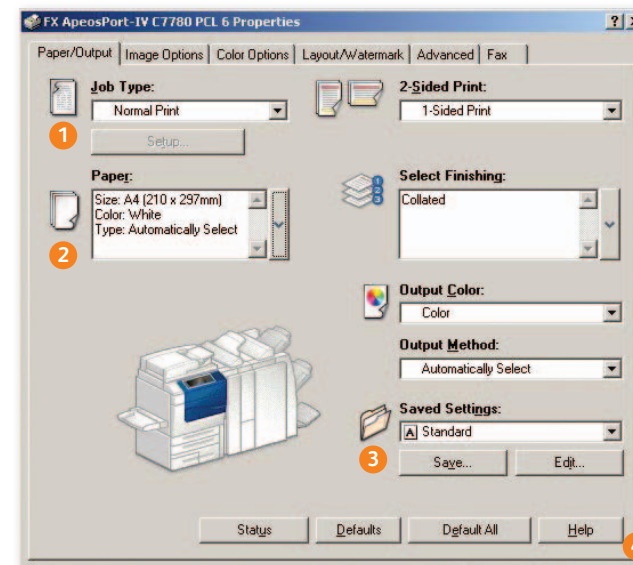 FX ApeosPort-IV C7780 PCL 6 Properties
Paper/Output Image Options Color Options Layout/Watermark Advanced Fax
Job Type:
Normal Print
1
Setup...
2-Sided Print:
1-Sided Print
Paper:
Size: A4 (210 x 297mm)
Color: White
Type: Automatically Select
2
Select Finishing:
Collated
Output Color:
Color
Output Method:
Automatically Select
Saved Settings:
A Standard
3
Save... Edit...
Status Defaults Default All Help